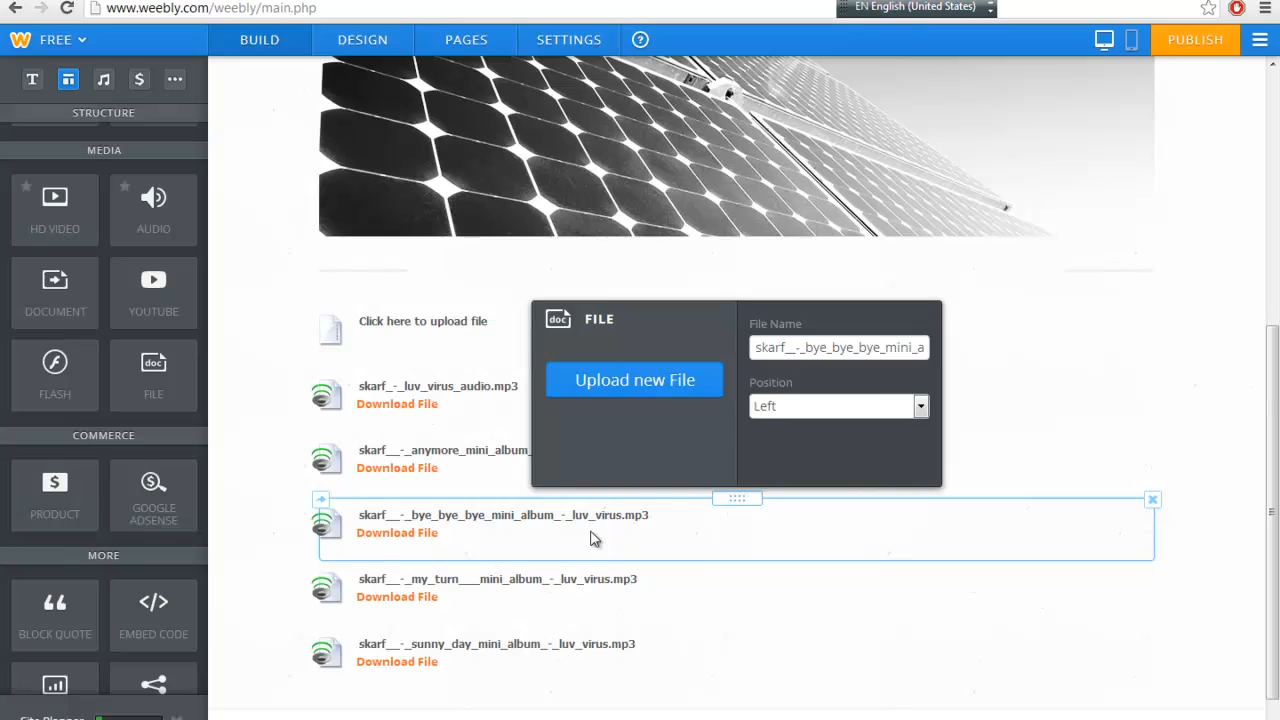 www.weebly.com/weebly/main.php
EN English (United States)
FREE
BUILD
DESIGN
PAGES
SETTINGS
PUBLISH
STRUCTURE
MEDIA
HD VIDEO
AUDIO
DOCUMENT
YOUTUBE
FLASH
doc
FILE
COMMERCE
PRODUCT
GOOGLE
ADSENSE
MORE
BLOCK QUOTE
EMBED CODE
Site Planner
Click here to upload file
skarf_-_luv_virus_audio.mp3
Download File
skarf__-_anymore_mini_album_
Download File
skarf__-_bye_bye_bye_mini_album_-_luv_virus.mp3
Download File
skarf__-_my_turn___mini_album_-_luv_virus.mp3
Download File
skarf__-_sunny_day_mini_album_-_luv_virus.mp3
Download File
doc FILE
Upload new File
File Name
skarf__-_bye_bye_bye_mini_a
Position
Left